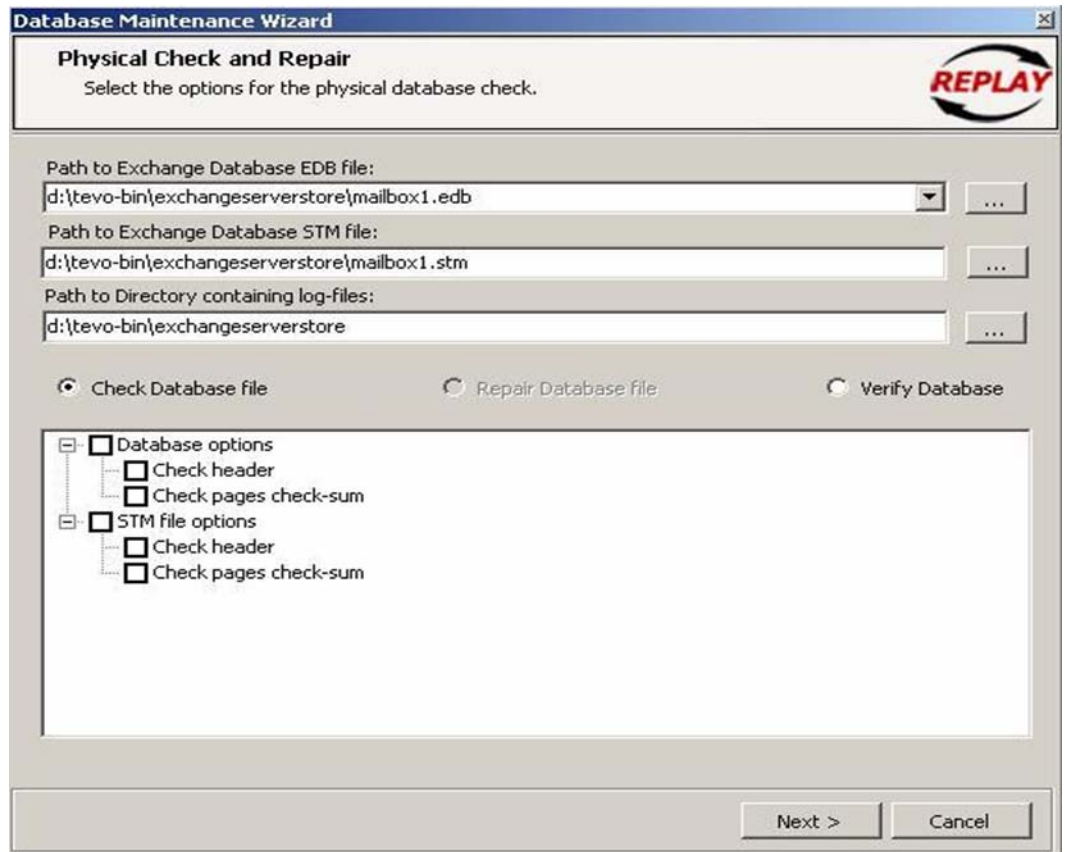 Database Maintenance Wizard
Physical Check and Repair
Select the options for the physical database check.
REPLAY
Path to Exchange Database EDB file:
d:\tevo-bin\exchangeserverstore\mailbox1.edb
...
Path to Exchange Database STM file:
d:\tevo-bin\exchangeserverstore\mailbox1.stm
...
Path to Directory containing log-files:
d:\tevo-bin\exchangeserverstore
...
Check Database file Repair Database file Verify Database
Database options
Check header
Check pages check-sum
STM file options
Check header
Check pages check-sum
Next > Cancel